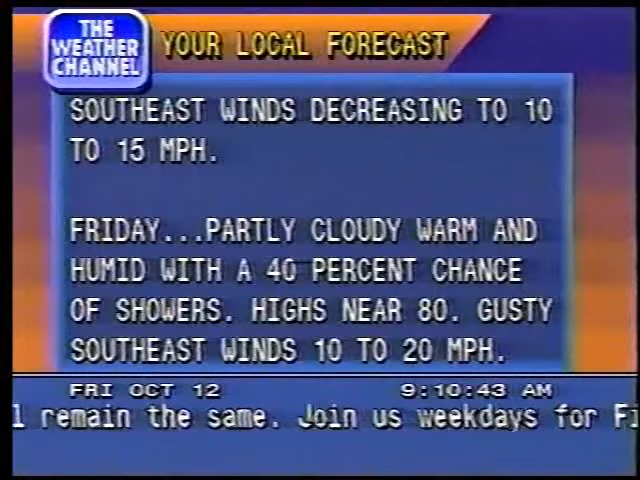 THE
WEATHER
CHANNEL
YOUR LOCAL FORECAST
SOUTHEAST WINDS DECREASING TO 10
TO 15 MPH.
FRIDAY...PARTLY CLOUDY WARM AND
HUMID WITH A 40 PERCENT CHANCE
OF SHOWERS. HIGHS NEAR 80. GUSTY
SOUTHEAST WINDS 10 TO 20 MPH.
FRI OCT 12 9:10:43 AM
remain the same. Join us weekdays for